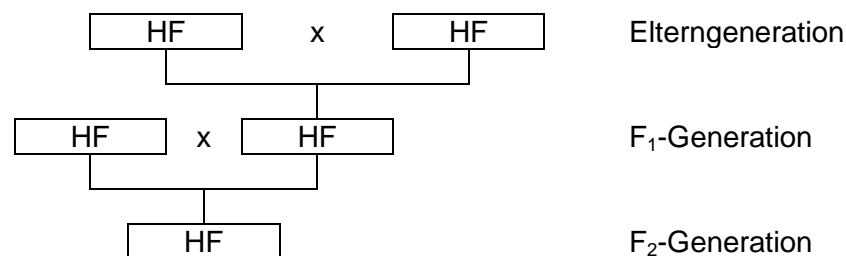 HF x HF Elterngeneration
HF x HF F₁-Generation
HF F₂-Generation